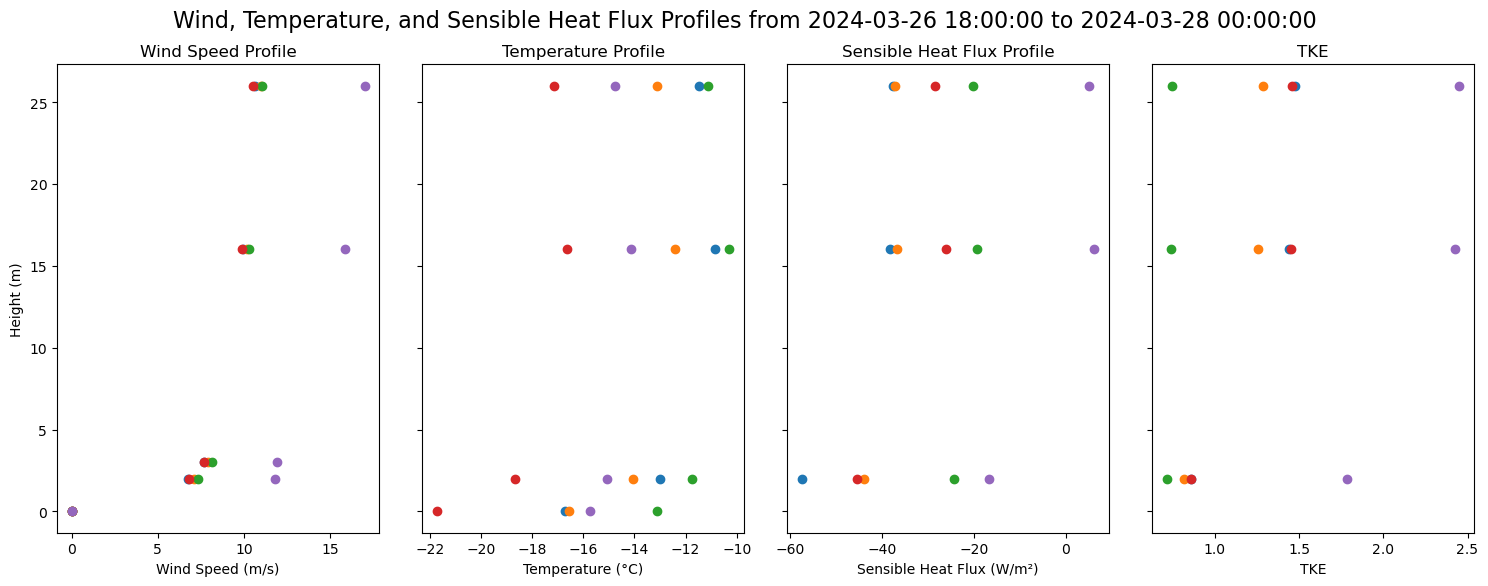 Wind, Temperature, and Sensible Heat Flux Profiles from 2024-03-26 18:00:00 to 2024-03-28 00:00:00
Wind Speed Profile
Temperature Profile
Sensible Heat Flux Profile
TKE
Height (m)
25
20
15
10
5
0
0 5 10 15
−22 −20 −18 −16 −14 −12 −10
−60 −40 −20 0
1.0 1.5 2.0 2.5
Wind Speed (m/s)
Temperature (°C)
Sensible Heat Flux (W/m²)
TKE